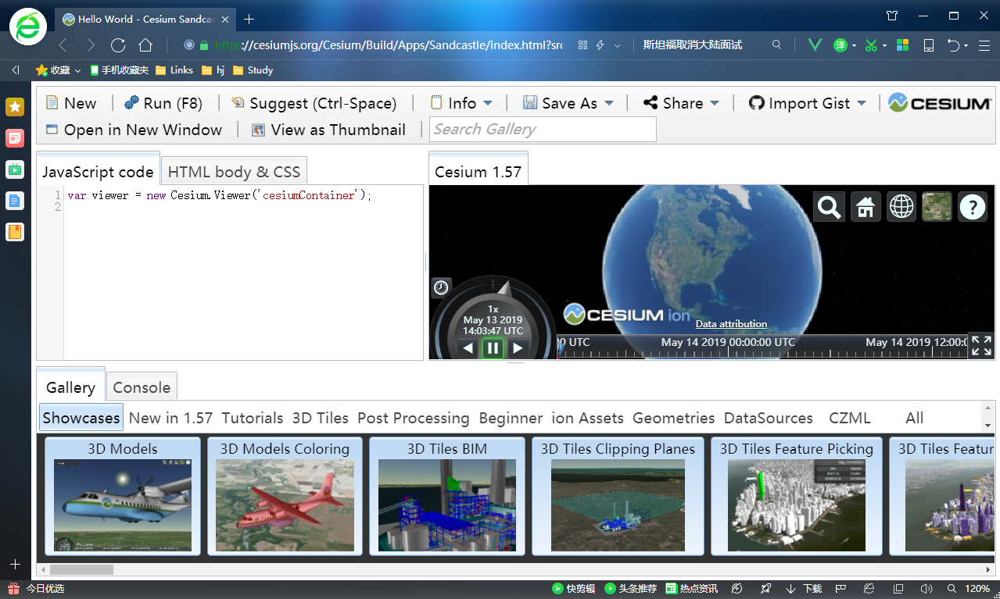 Hello World - Cesium Sandcas
https://cesiumjs.org/Cesium/Build/Apps/Sandcastle/index.html?src
斯坦福取消大陆面试
译
收藏
手机收藏夹
Links
hj
Study
New
Run (F8)
Suggest (Ctrl-Space)
Info
Save As
Share
Import Gist
CESIUM
Open in New Window
View as Thumbnail
Search Gallery
JavaScript code
HTML body & CSS
Cesium 1.57
1 var viewer = new Cesium.Viewer('cesiumContainer');
2
?
1x
May 13 2019
14:03:47 UTC
CESIUM ion
Data attribution
00 UTC
May 14 2019 00:00:00 UTC
May 14 2019 12:00:0
Gallery
Console
Showcases
New in 1.57
Tutorials
3D Tiles
Post Processing
Beginner
ion Assets
Geometries
DataSources
CZML
All
3D Models
3D Models Coloring
3D Tiles BIM
3D Tiles Clipping Planes
3D Tiles Feature Picking
3D Tiles Featur
今日优选
快剪辑
头条推荐
热点资讯
下载
120%